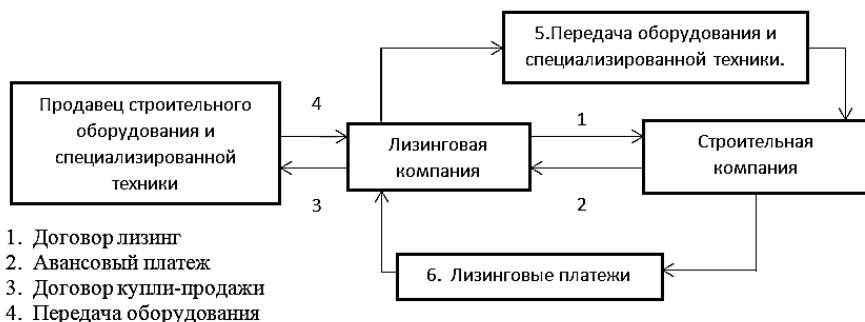 5.Передача оборудования и
специализированной техники.
Продавец строительного
оборудования и
специализированной
техники
4
Лизинговая
компания
1
Строительная
компания
3
2
6. Лизинговые платежи
1. Договор лизинг
2. Авансовый платеж
3. Договор купли-продажи
4. Передача оборудования